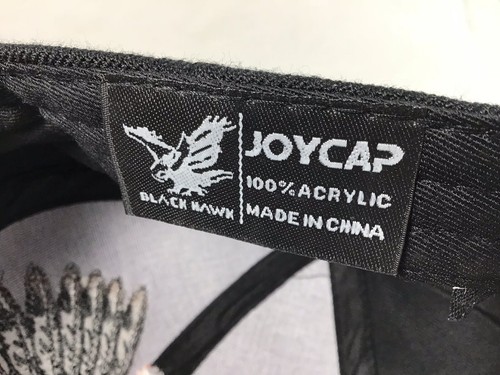 BLACK HAWK
JOYCAP
100% ACRYLIC
MADE IN CHINA